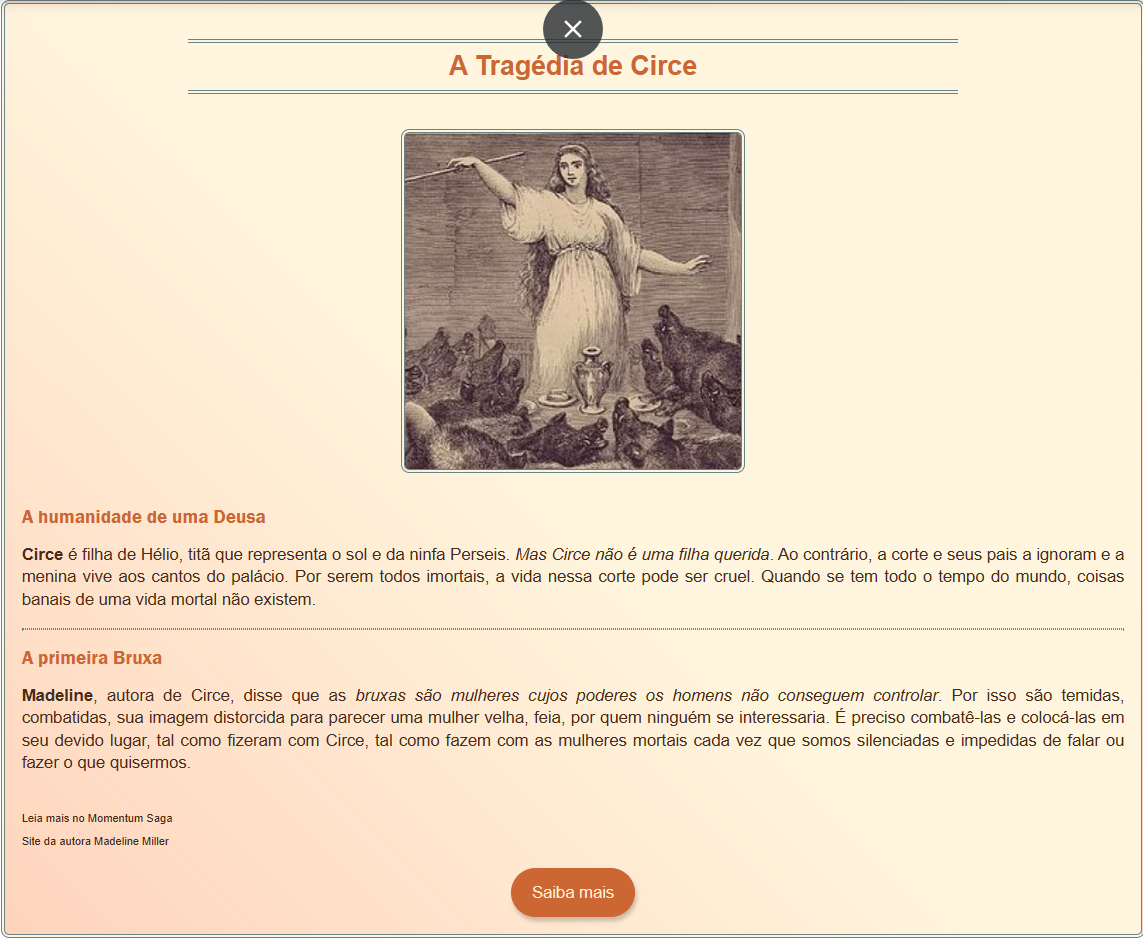 A Tragédia de Circe
A humanidade de uma Deusa
Circe é filha de Hélio, titã que representa o sol e da ninfa Perseis. Mas Circe não é uma filha querida. Ao contrário, a corte e seus pais a ignoram e a
menina vive aos cantos do palácio. Por serem todos imortais, a vida nessa corte pode ser cruel. Quando se tem todo o tempo do mundo, coisas
banais de uma vida mortal não existem.
A primeira Bruxa
Madeline, autora de Circe, disse que as bruxas são mulheres cujos poderes os homens não conseguem controlar. Por isso são temidas,
combatidas, sua imagem distorcida para parecer uma mulher velha, feia, por quem ninguém se interessaria. É preciso combatê-las e colocá-las em
seu devido lugar, tal como fizeram com Circe, tal como fazem com as mulheres mortais cada vez que somos silenciadas e impedidas de falar ou
fazer o que quisermos.
Leia mais no Momentum Saga
Site da autora Madeline Miller
Saiba mais